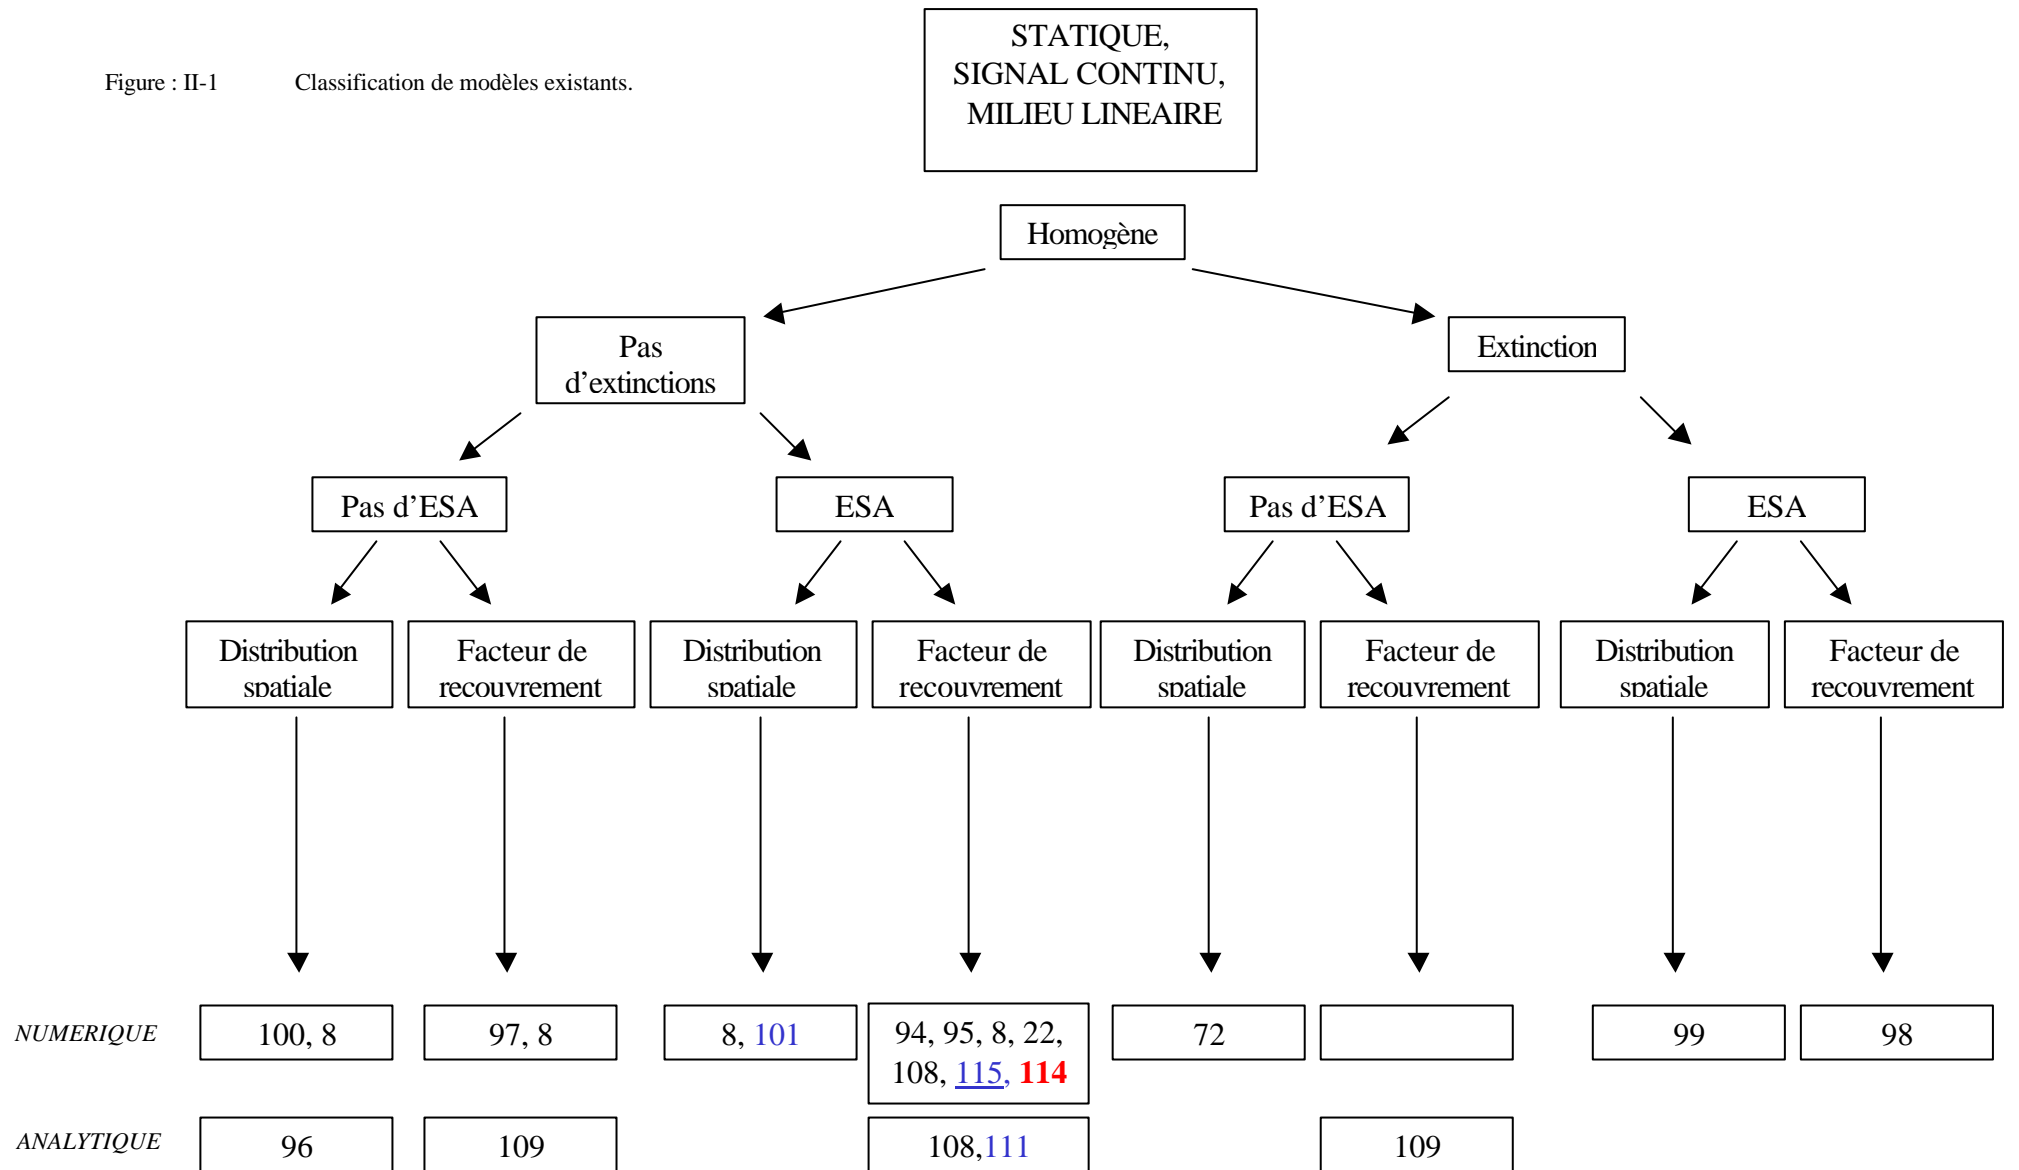 STATIQUE,
SIGNAL CONTINU,
MILIEU LINEAIRE
Figure : II-1 Classification de modèles existants.
Homogène
Pas
d’extinctions
Extinction
Pas d’ESA
ESA
Pas d’ESA
ESA
Distribution
spatiale
Facteur de
recouvrement
Distribution
spatiale
Facteur de
recouvrement
Distribution
spatiale
Facteur de
recouvrement
Distribution
spatiale
Facteur de
recouvrement
NUMERIQUE
100, 8
97, 8
8, 101
94, 95, 8, 22,
108, 115, 114
72
99
98
ANALYTIQUE
96
109
108,111
109